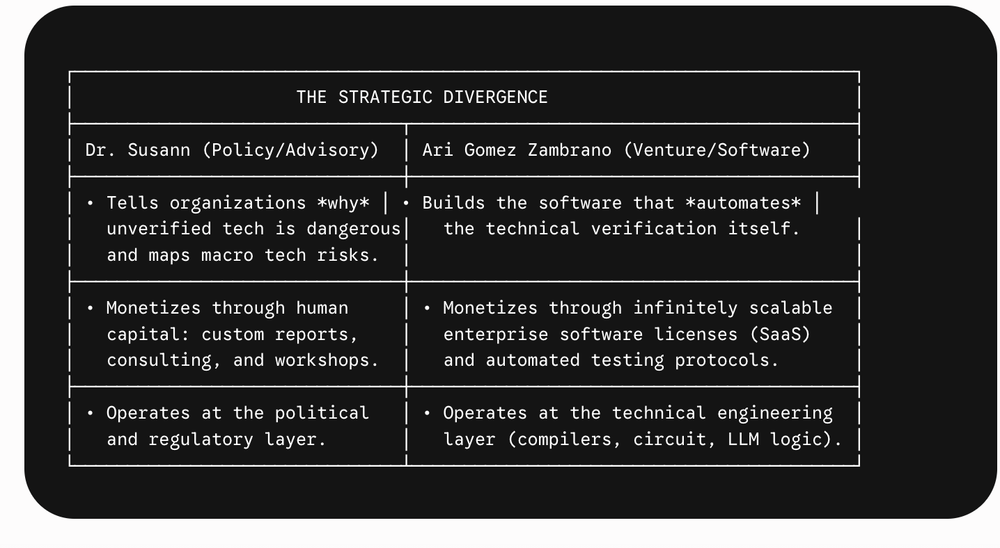 THE STRATEGIC DIVERGENCE
Dr. Susann (Policy/Advisory) │ Ari Gomez Zambrano (Venture/Software)
• Tells organizations *why* │ • Builds the software that *automates* │
unverified tech is dangerous│ the technical verification itself.
and maps macro tech risks.
• Monetizes through human │ • Monetizes through infinitely scalable
capital: custom reports, │ enterprise software licenses (SaaS)
consulting, and workshops. │ and automated testing protocols.
• Operates at the political │ • Operates at the technical engineering
and regulatory layer. │ layer (compilers, circuit, LLM logic).